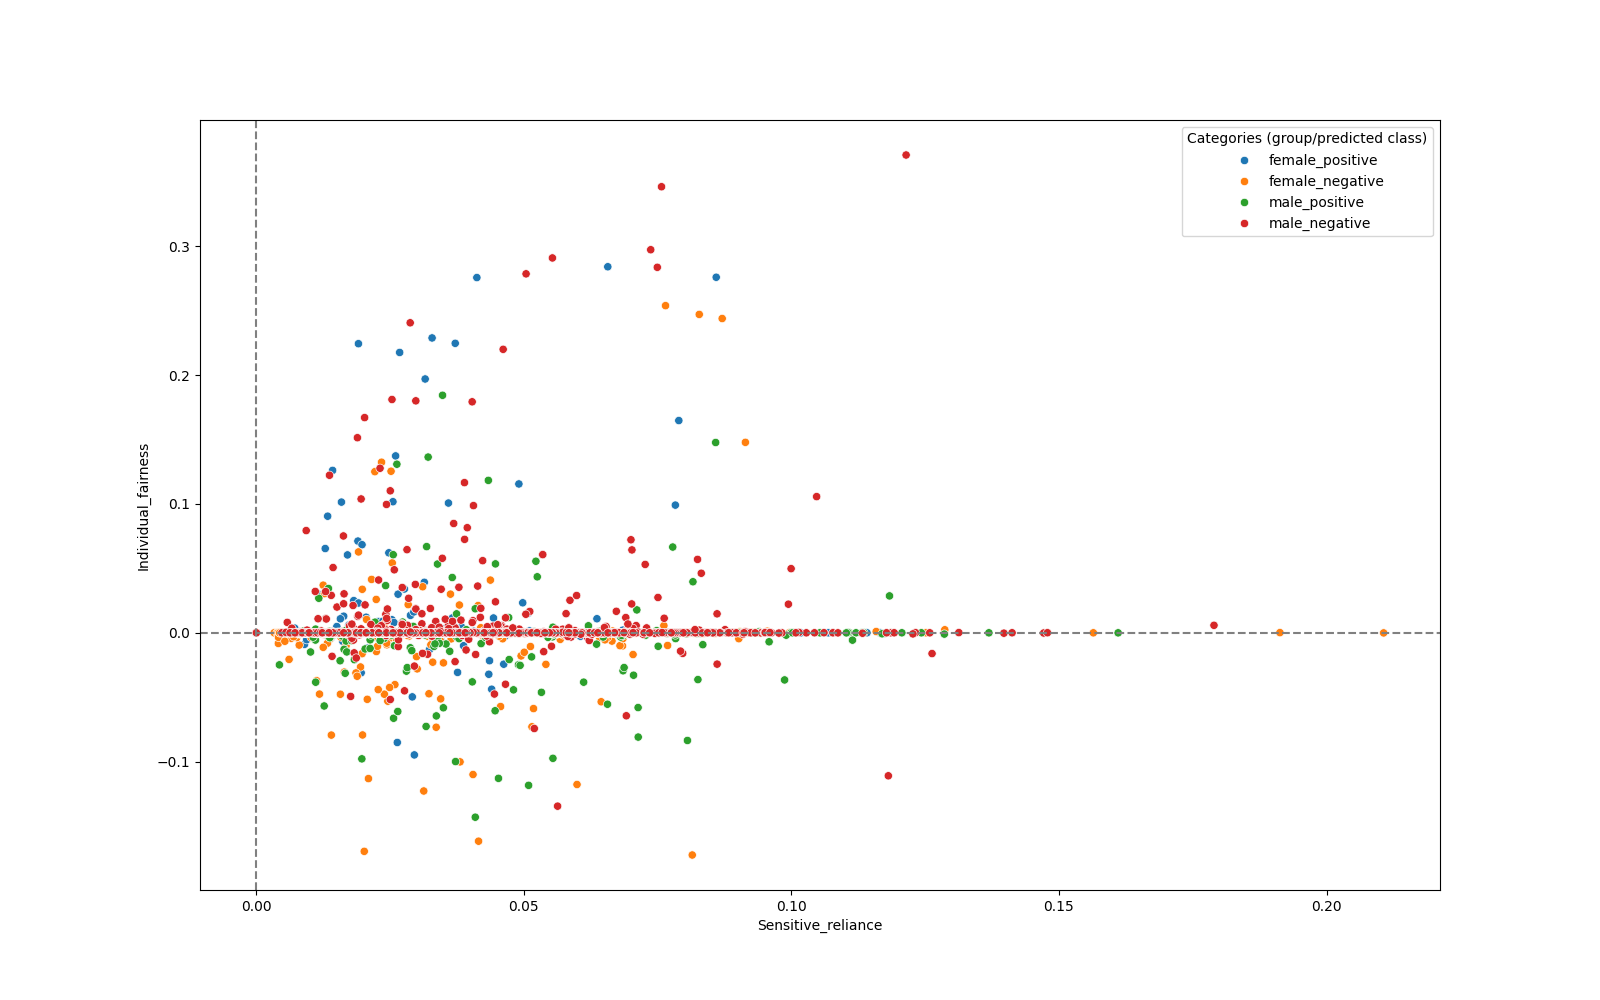 Categories (group/predicted class)
female_positive
female_negative
male_positive
male_negative
Individual_fairness
0.3
0.2
0.1
0.0
−0.1
0.00
0.05
0.10
0.15
0.20
Sensitive_reliance